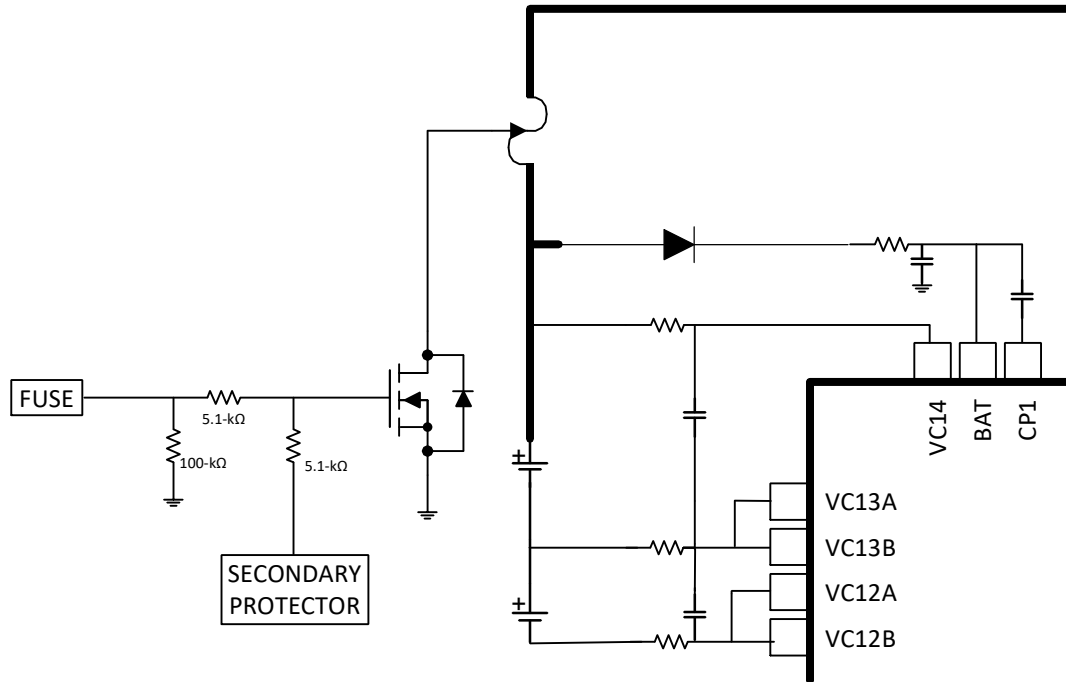 FUSE
5.1-kΩ
100-kΩ
5.1-kΩ
SECONDARY
PROTECTOR
+
+
VC14
BAT
CP1
VC13A
VC13B
VC12A
VC12B